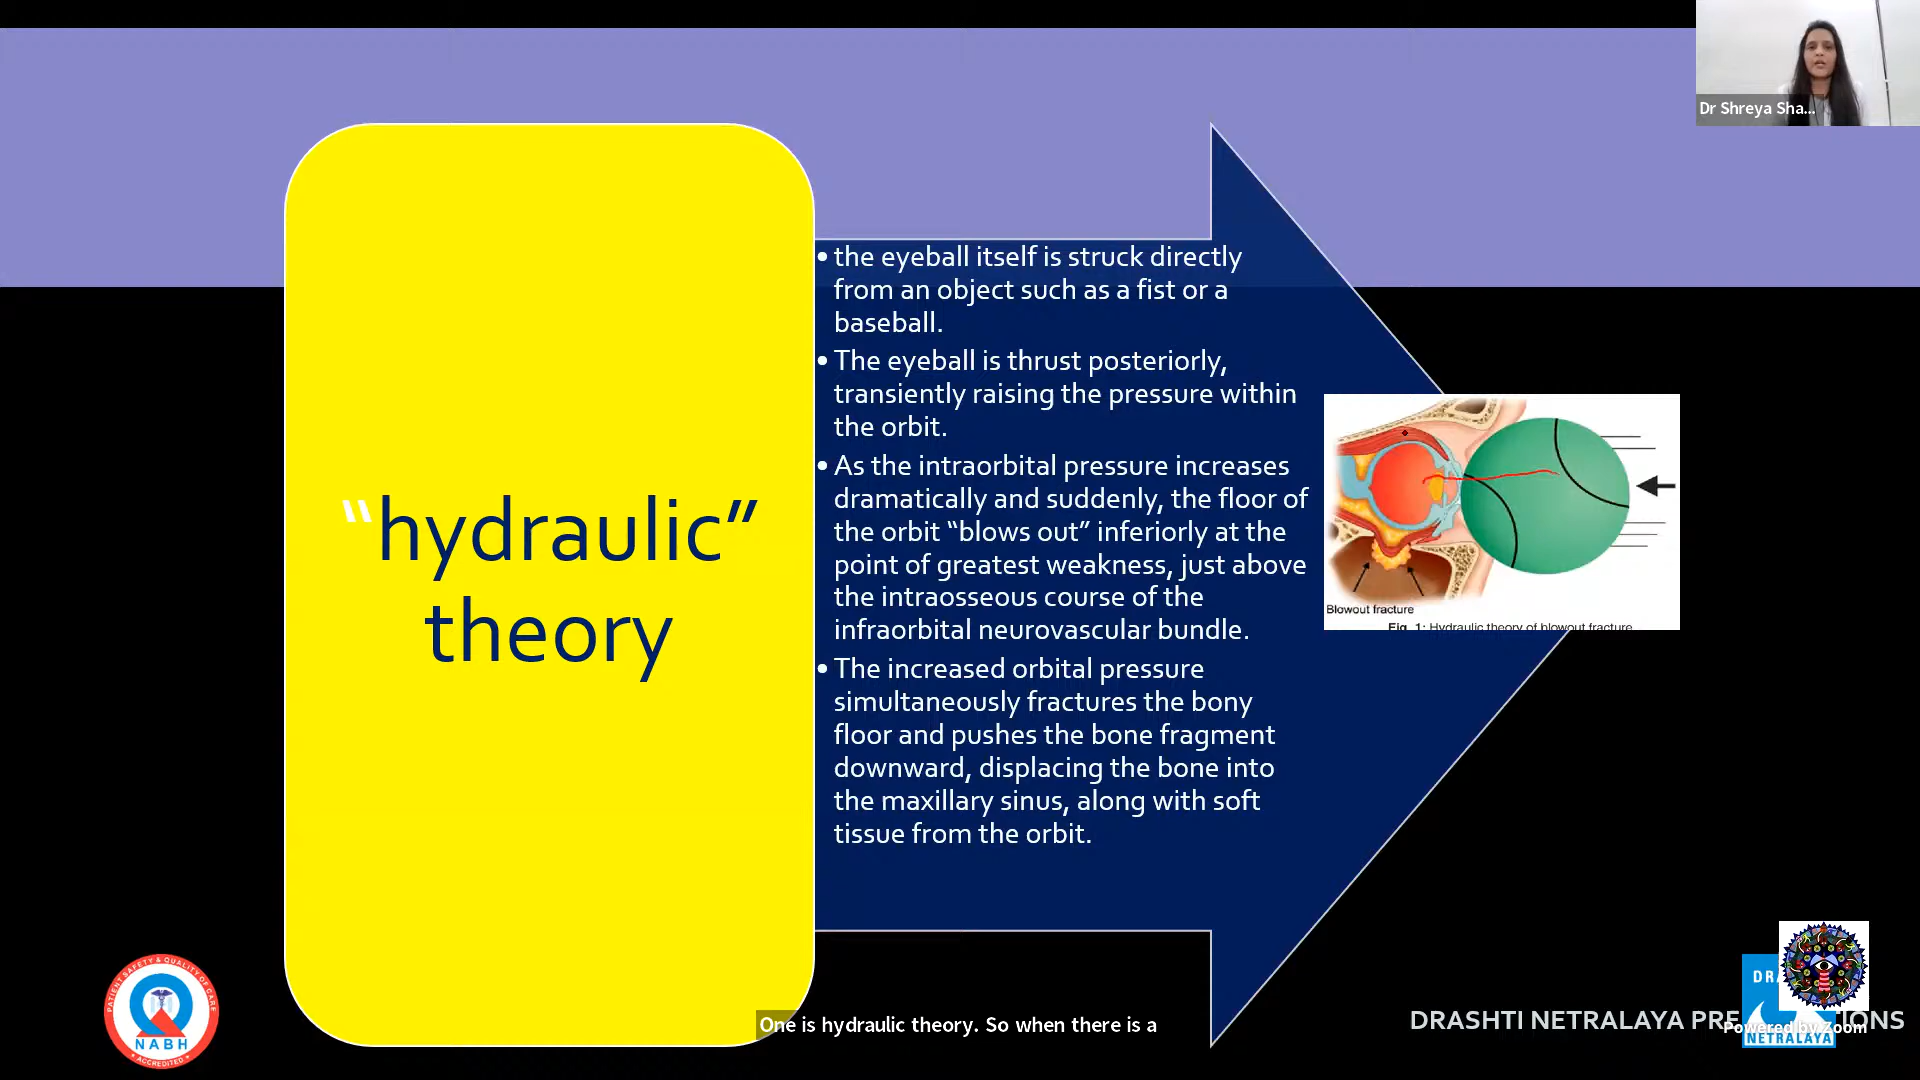 Dr Shreya Sha...
“hydraulic”
theory
• the eyeball itself is struck directly
from an object such as a fist or a
baseball.
• The eyeball is thrust posteriorly,
transiently raising the pressure within
the orbit.
• As the intraorbital pressure increases
dramatically and suddenly, the floor of
the orbit “blows out” inferiorly at the
point of greatest weakness, just above
the intraosseous course of the
infraorbital neurovascular bundle.
• The increased orbital pressure
simultaneously fractures the bony
floor and pushes the bone fragment
downward, displacing the bone into
the maxillary sinus, along with soft
tissue from the orbit.
Blowout fracture
Fig. 1: Hydraulic theory of blowout fracture
PATIENT SAFETY & QUALITY OF CARE
NABH
• ACCREDITED •
One is hydraulic theory. So when there is a
DRASHTI NETRALAYA
NETRALAYA
Powered by Zoom